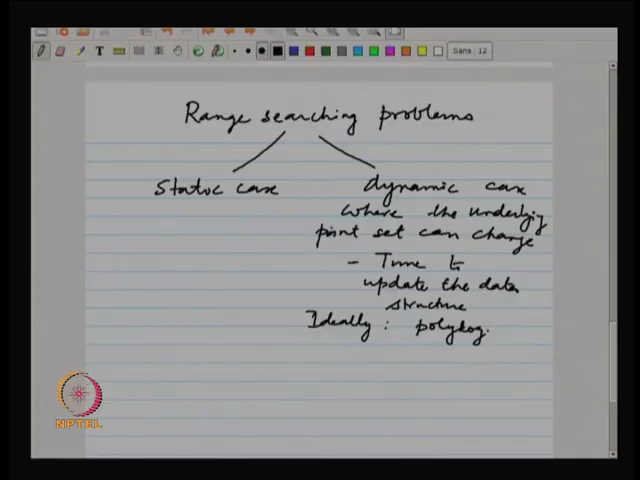 Sans 12
Range searching problems
Static case
dynamic case
where the underlying
point set can change
- Time to
update the data
structure
Ideally : polylog.
NPTEL